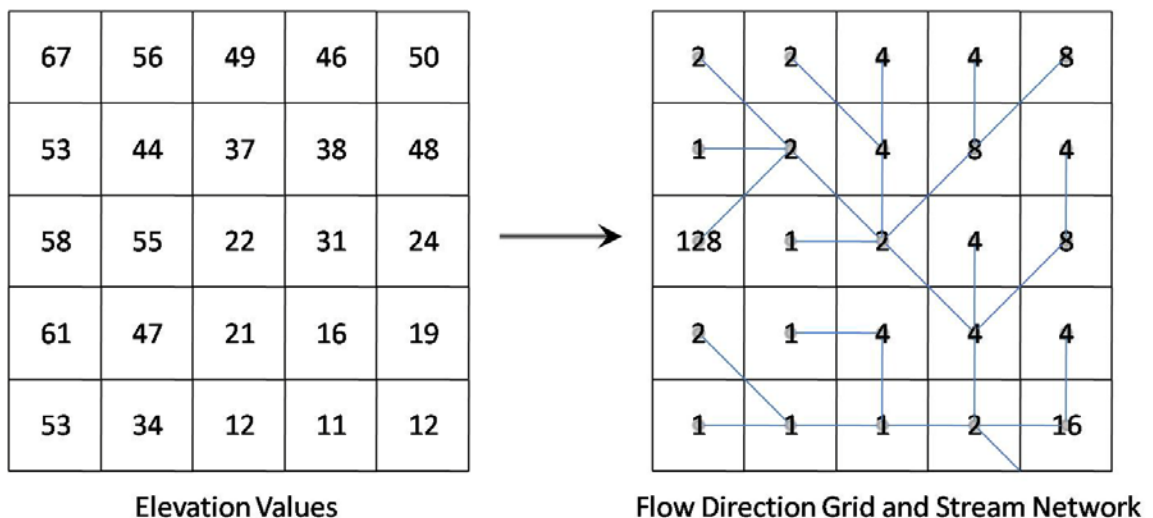 67 56 49 46 50
53 44 37 38 48
58 55 22 31 24
61 47 21 16 19
53 34 12 11 12
Elevation Values
2 2 4 4 8
1 2 4 8 4
128 1 2 4 8
2 1 4 4 4
1 1 1 2 16
Flow Direction Grid and Stream Network